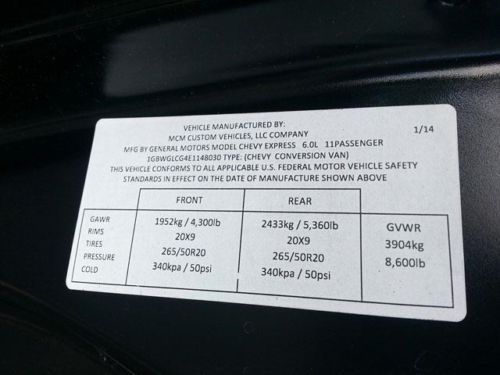 VEHICLE MANUFACTURED BY:
MCM CUSTOM VEHICLES, LLC COMPANY 1/14
MFG BY GENERAL MOTORS MODEL CHEVY EXPRESS 6.0L 11PASSENGER
1GBWGLCG4E1148030 TYPE: (CHEVY CONVERSION VAN)
THIS VEHICLE CONFORMS TO ALL APPLICABLE U.S. FEDERAL MOTOR VEHICLE SAFETY
STANDARDS IN EFFECT ON THE DATE OF MANUFACTURE SHOWN ABOVE
FRONT REAR
GAWR 1952kg / 4,300lb 2433kg / 5,360lb GVWR
RIMS 20X9 20X9 3904kg
TIRES 265/50R20 265/50R20 8,600lb
PRESSURE 340kpa / 50psi 340kpa / 50psi
COLD